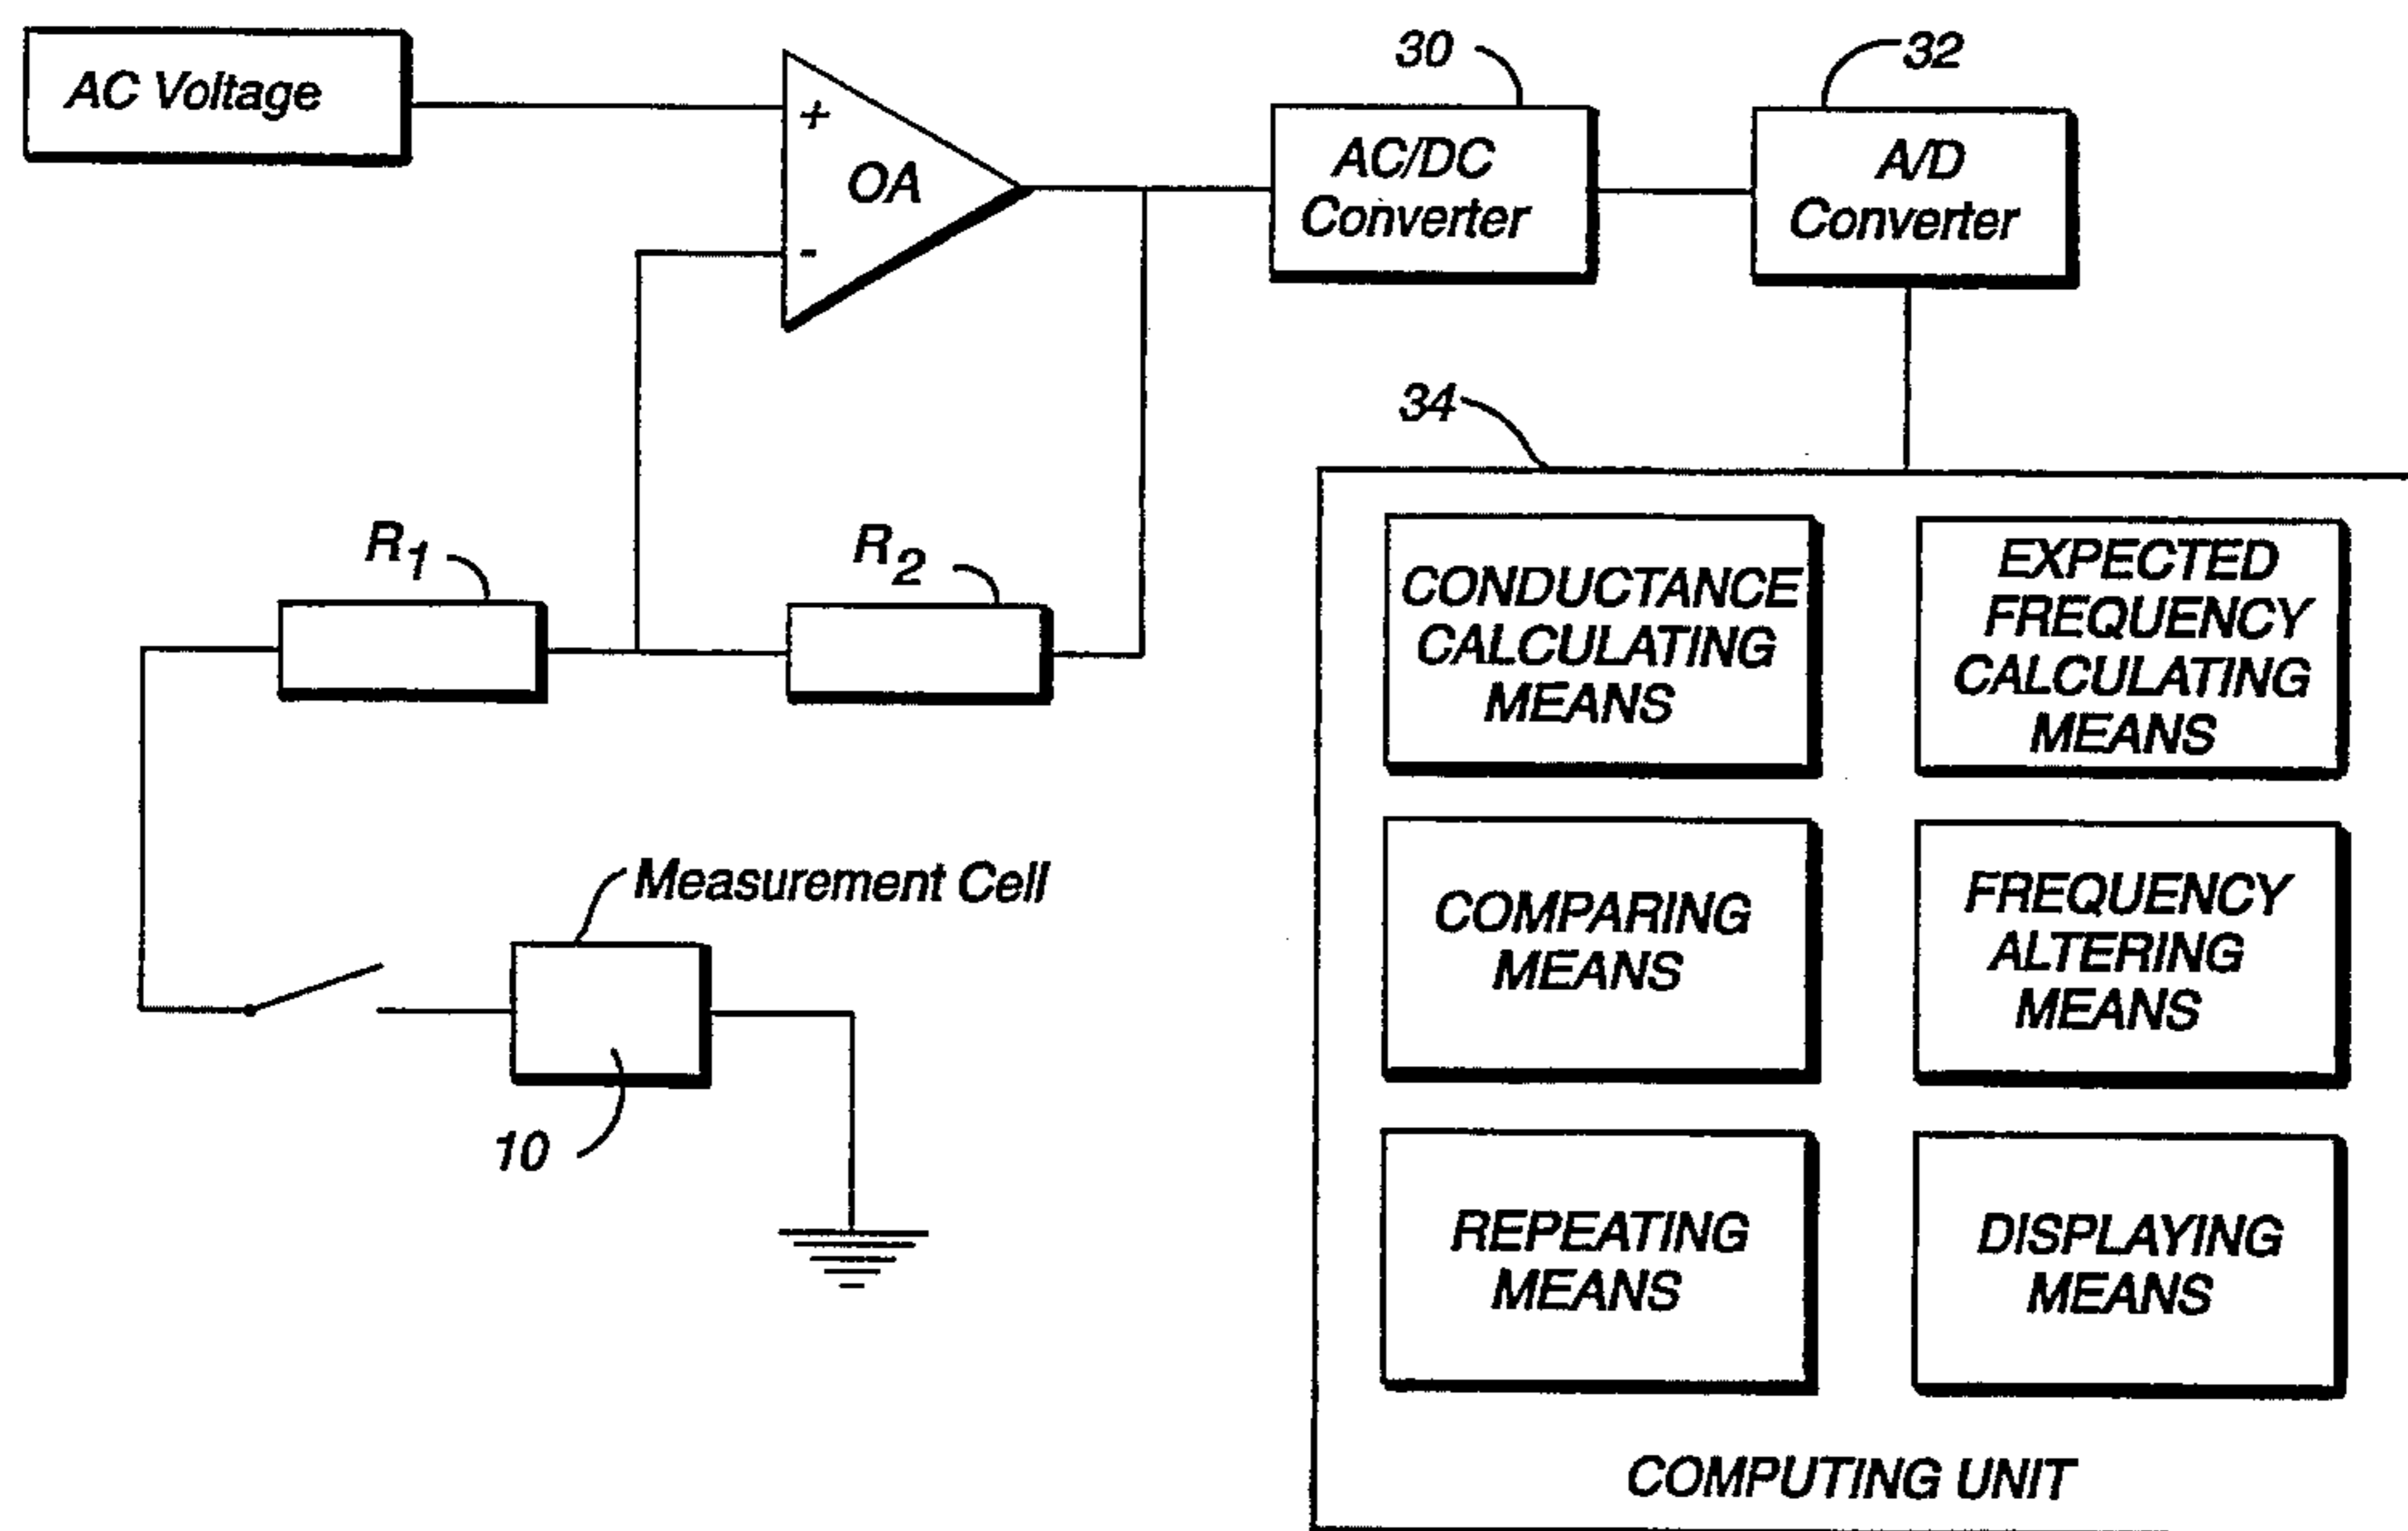 AC Voltage
+
OA
-
30
AC/DC
Converter
32
A/D
Converter
R1
R2
Measurement Cell
10
34
CONDUCTANCE
CALCULATING
MEANS
EXPECTED
FREQUENCY
CALCULATING
MEANS
COMPARING
MEANS
FREQUENCY
ALTERING
MEANS
REPEATING
MEANS
DISPLAYING
MEANS
COMPUTING UNIT